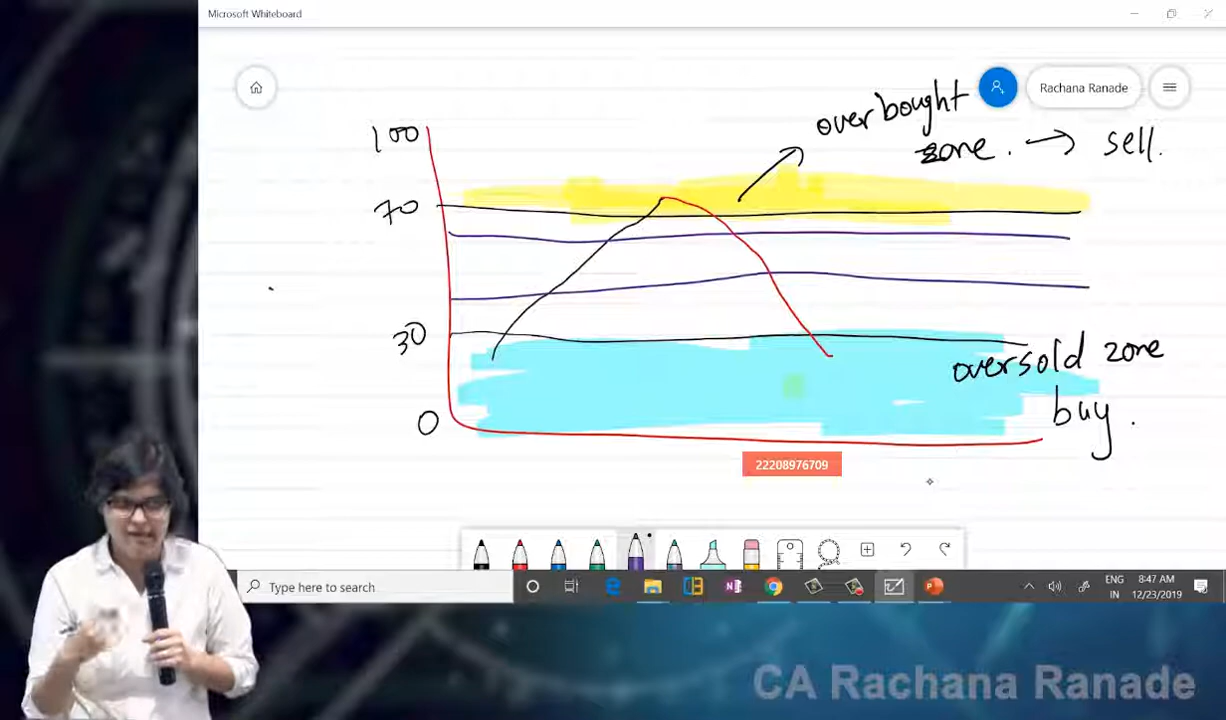 Microsoft Whiteboard
Rachana Ranade
overbought
zone. → sell.
100
70
30
oversold zone
0
buy.
22208976709
Type here to search
ENG
IN
8:47 AM
12/23/2019
CA Rachana Ranade